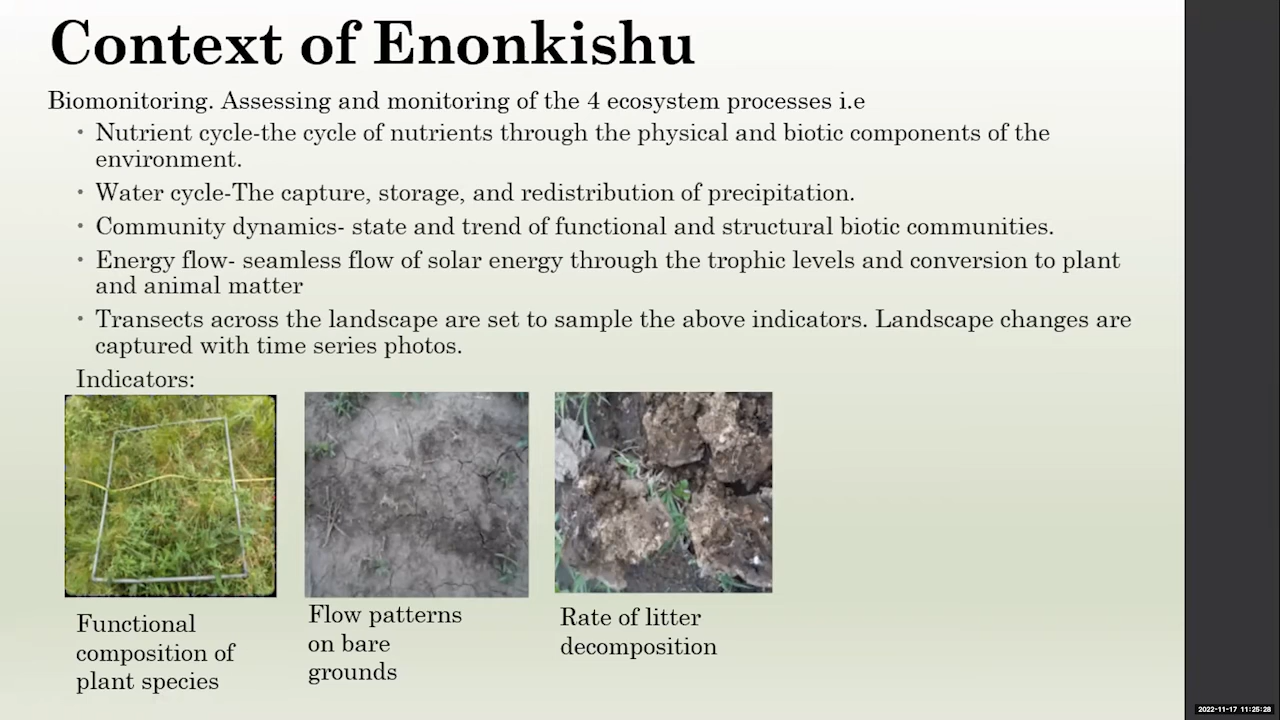 Context of Enonkishu
Biomonitoring. Assessing and monitoring of the 4 ecosystem processes i.e
• Nutrient cycle-the cycle of nutrients through the physical and biotic components of the
environment.
• Water cycle-The capture, storage, and redistribution of precipitation.
• Community dynamics- state and trend of functional and structural biotic communities.
• Energy flow- seamless flow of solar energy through the trophic levels and conversion to plant
and animal matter
• Transects across the landscape are set to sample the above indicators. Landscape changes are
captured with time series photos.
Indicators:
Functional
composition of
plant species
Flow patterns
on bare
grounds
Rate of litter
decomposition
2022-11-17 11:25:28